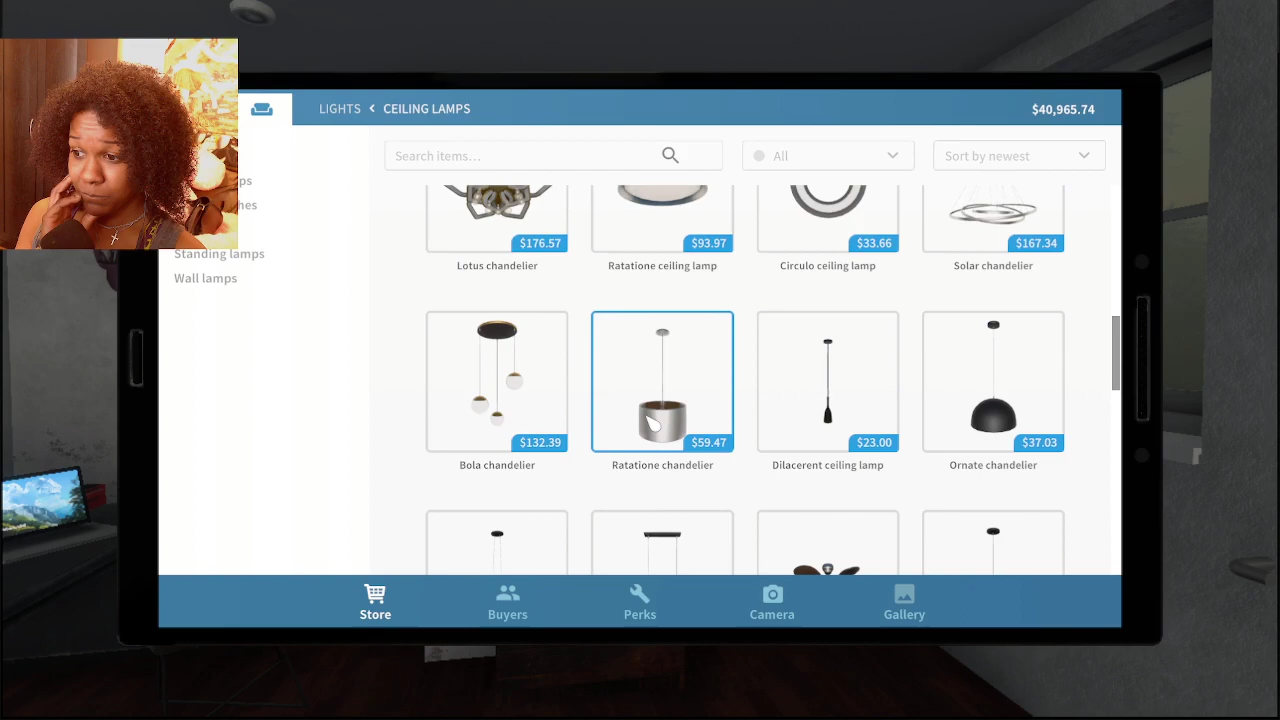 LIGHTS < CEILING LAMPS
$40,965.74
Search items...
All
Sort by newest
Standing lamps
Wall lamps
$176.57
$93.97
$33.66
$167.34
Lotus chandelier
Ratatione ceiling lamp
Circulo ceiling lamp
Solar chandelier
$132.39
$59.47
$23.00
$37.03
Bola chandelier
Ratatione chandelier
Dilacerent ceiling lamp
Ornate chandelier
Store
Buyers
Perks
Camera
Gallery